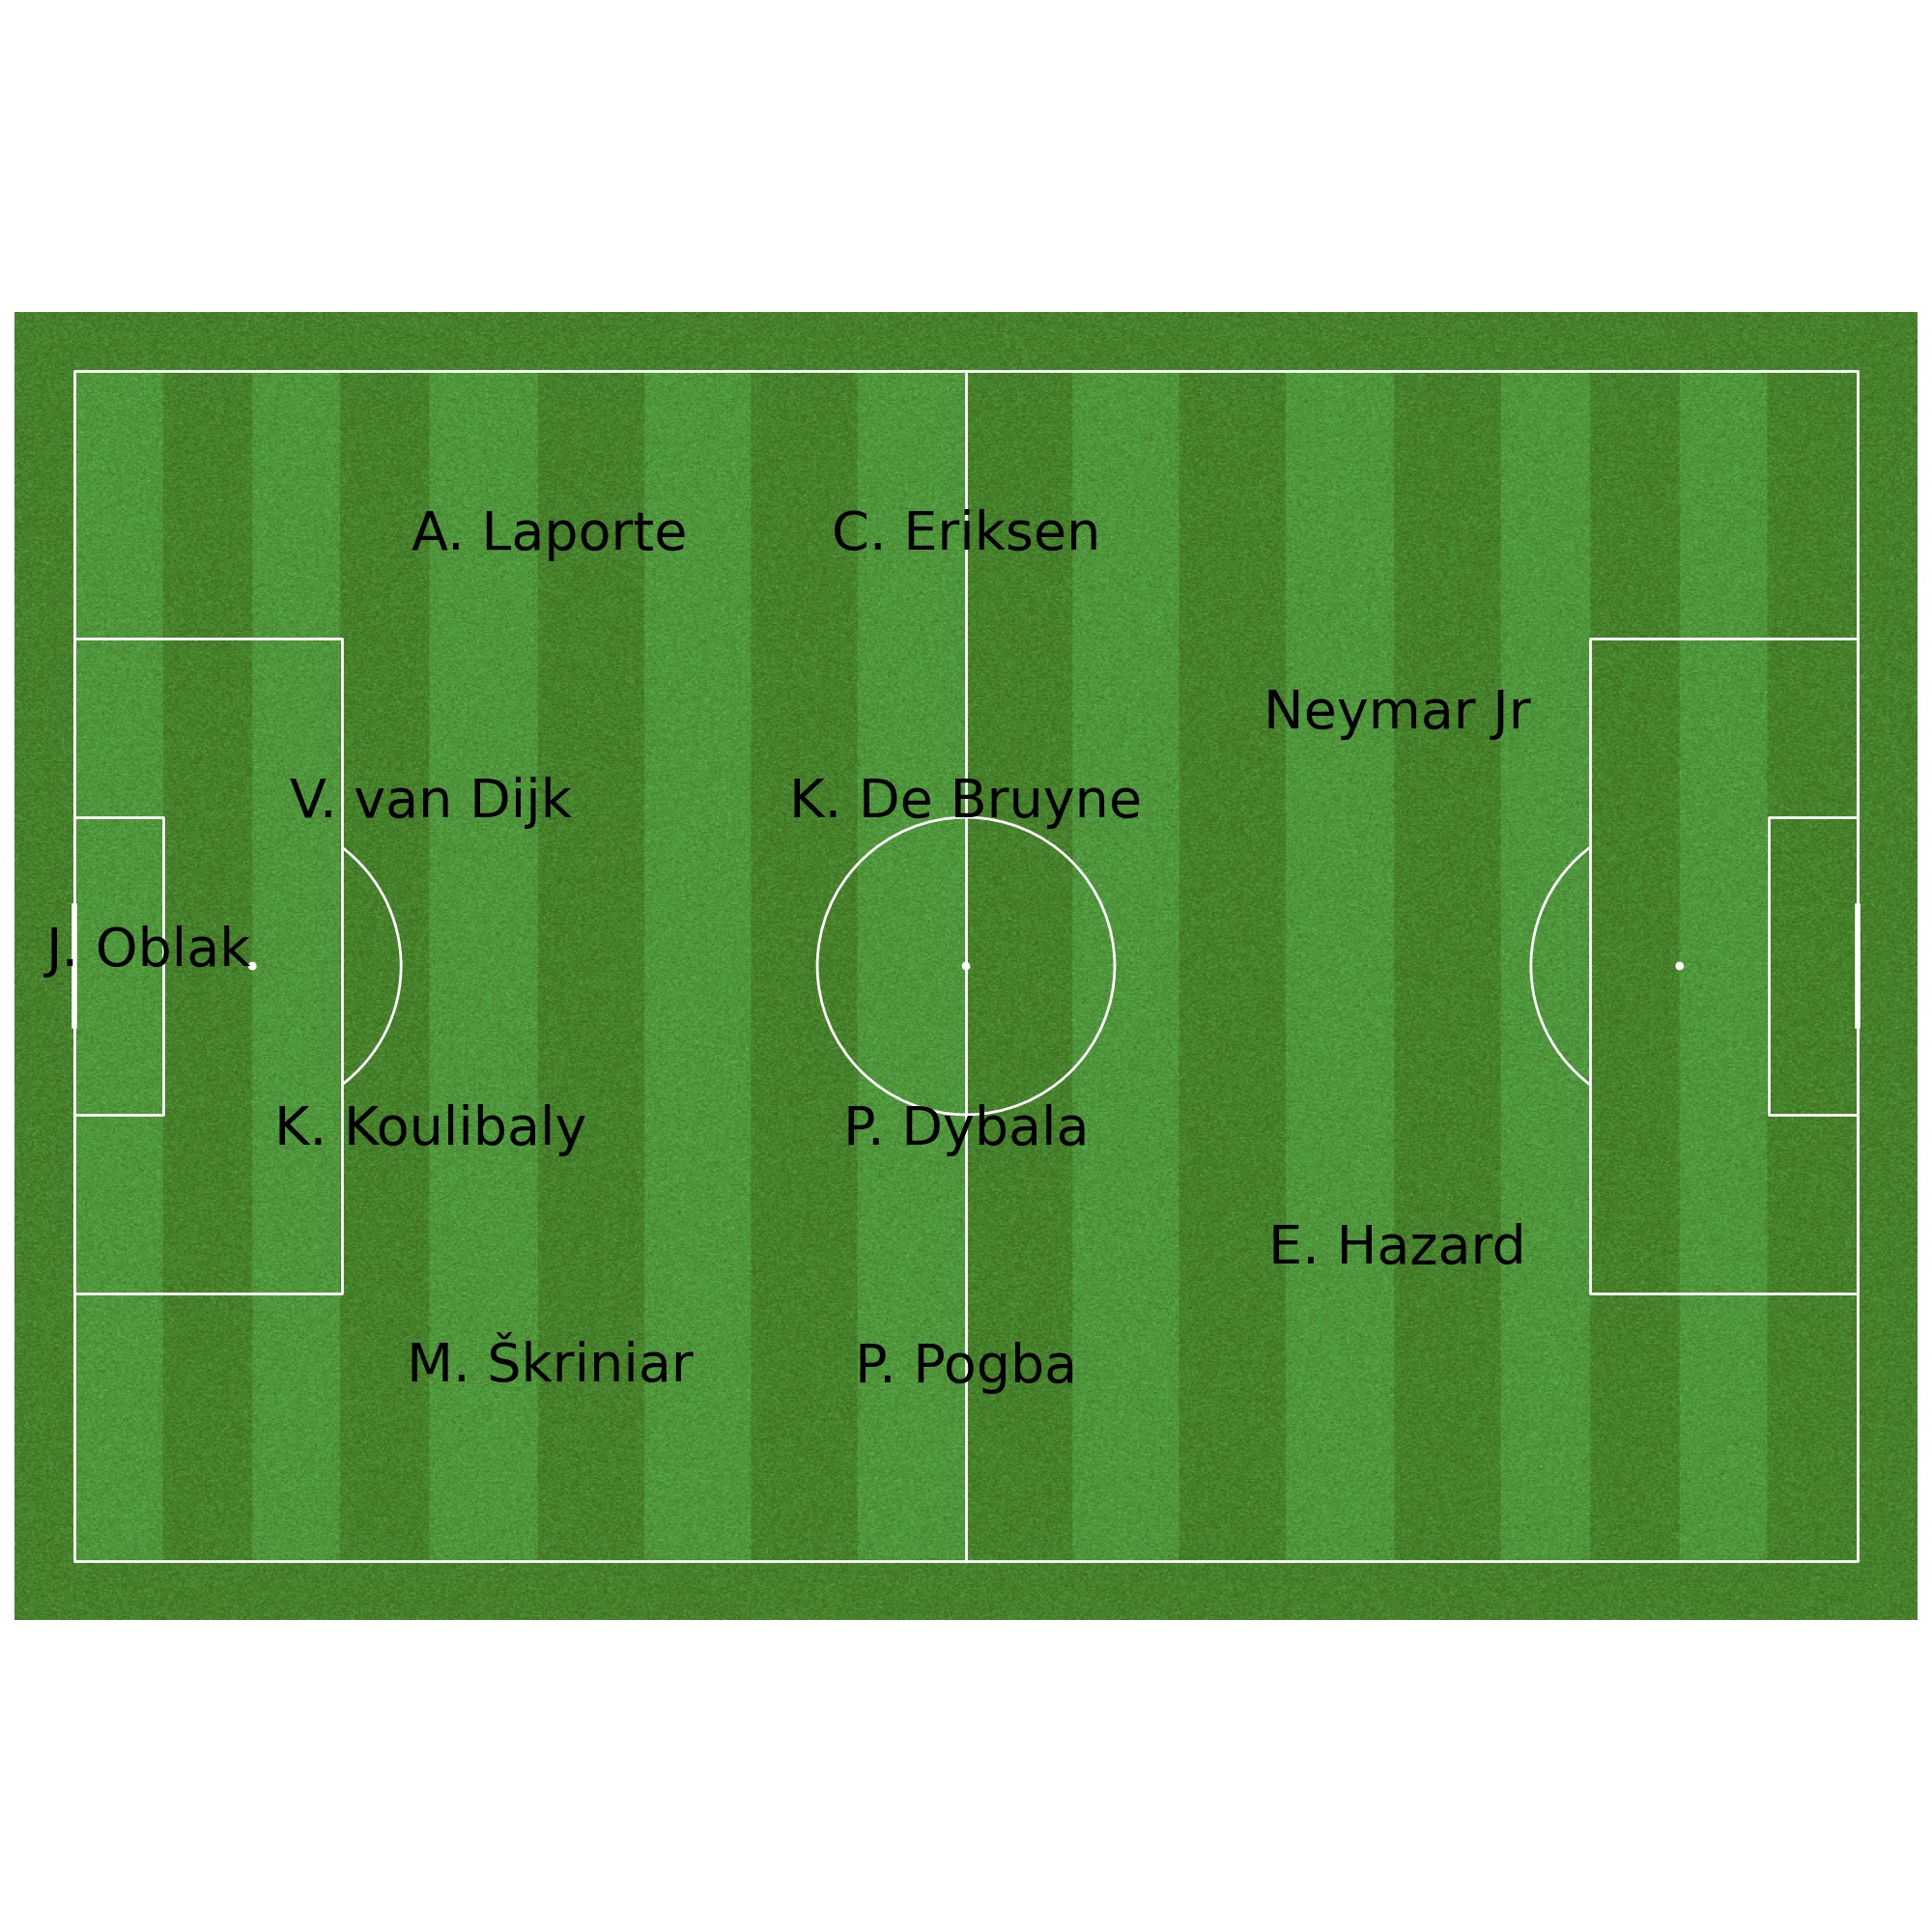 A. Laporte
C. Eriksen
Neymar Jr
V. van Dijk
K. De Bruyne
J. Oblak
K. Koulibaly
P. Dybala
E. Hazard
M. Škriniar
P. Pogba